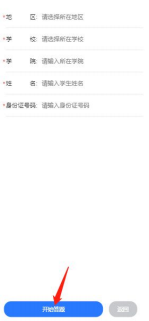 *地 区: 请选择所在地区
*学 校: 请选择所在学校
*学 院: 请输入所在学院
*姓 名: 请输入学生姓名
*身份证号码: 请输入身份证号码
开始答题 返回